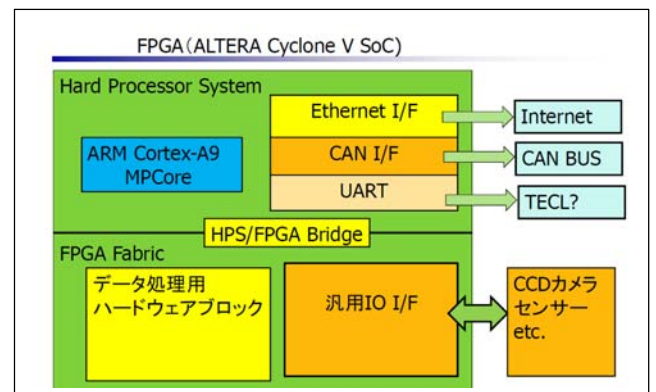 FPGA(ALTERA Cyclone V SoC)
Hard Processor System
Ethernet I/F
Internet
ARM Cortex-A9
MPCore
CAN I/F
CAN BUS
UART
TECL?
HPS/FPGA Bridge
FPGA Fabric
データ処理用
ハードウェアブロック
汎用IO I/F
CCDカメラ
センサー
etc.